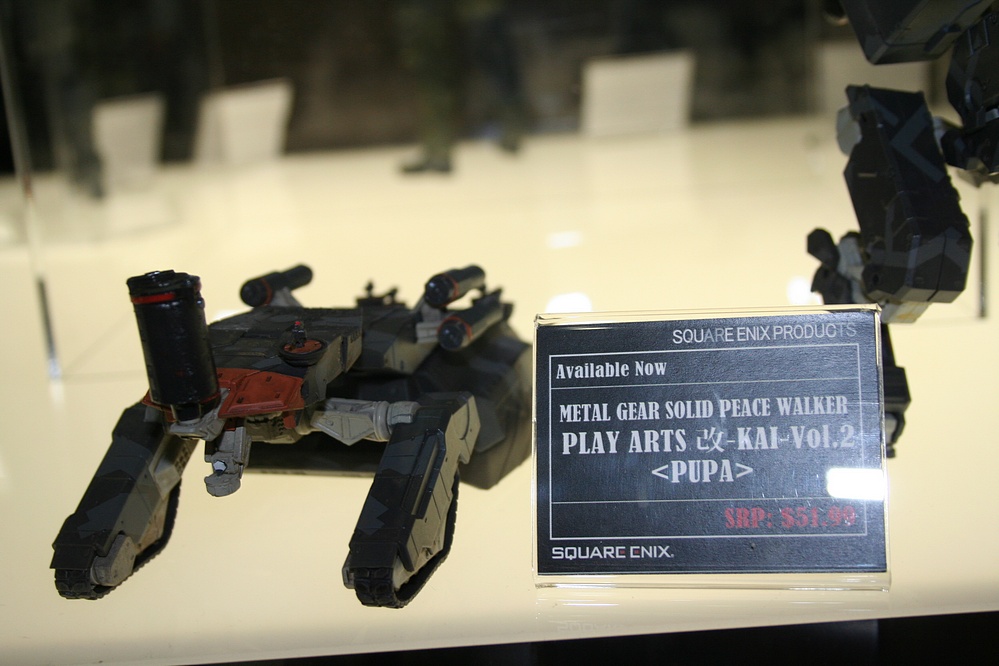 SQUARE ENIX PRODUCTS
Available Now
METAL GEAR SOLID PEACE WALKER
PLAY ARTS 改-KAI-Vol.2
<PUPA>
SRP: $51.99
SQUARE ENIX.